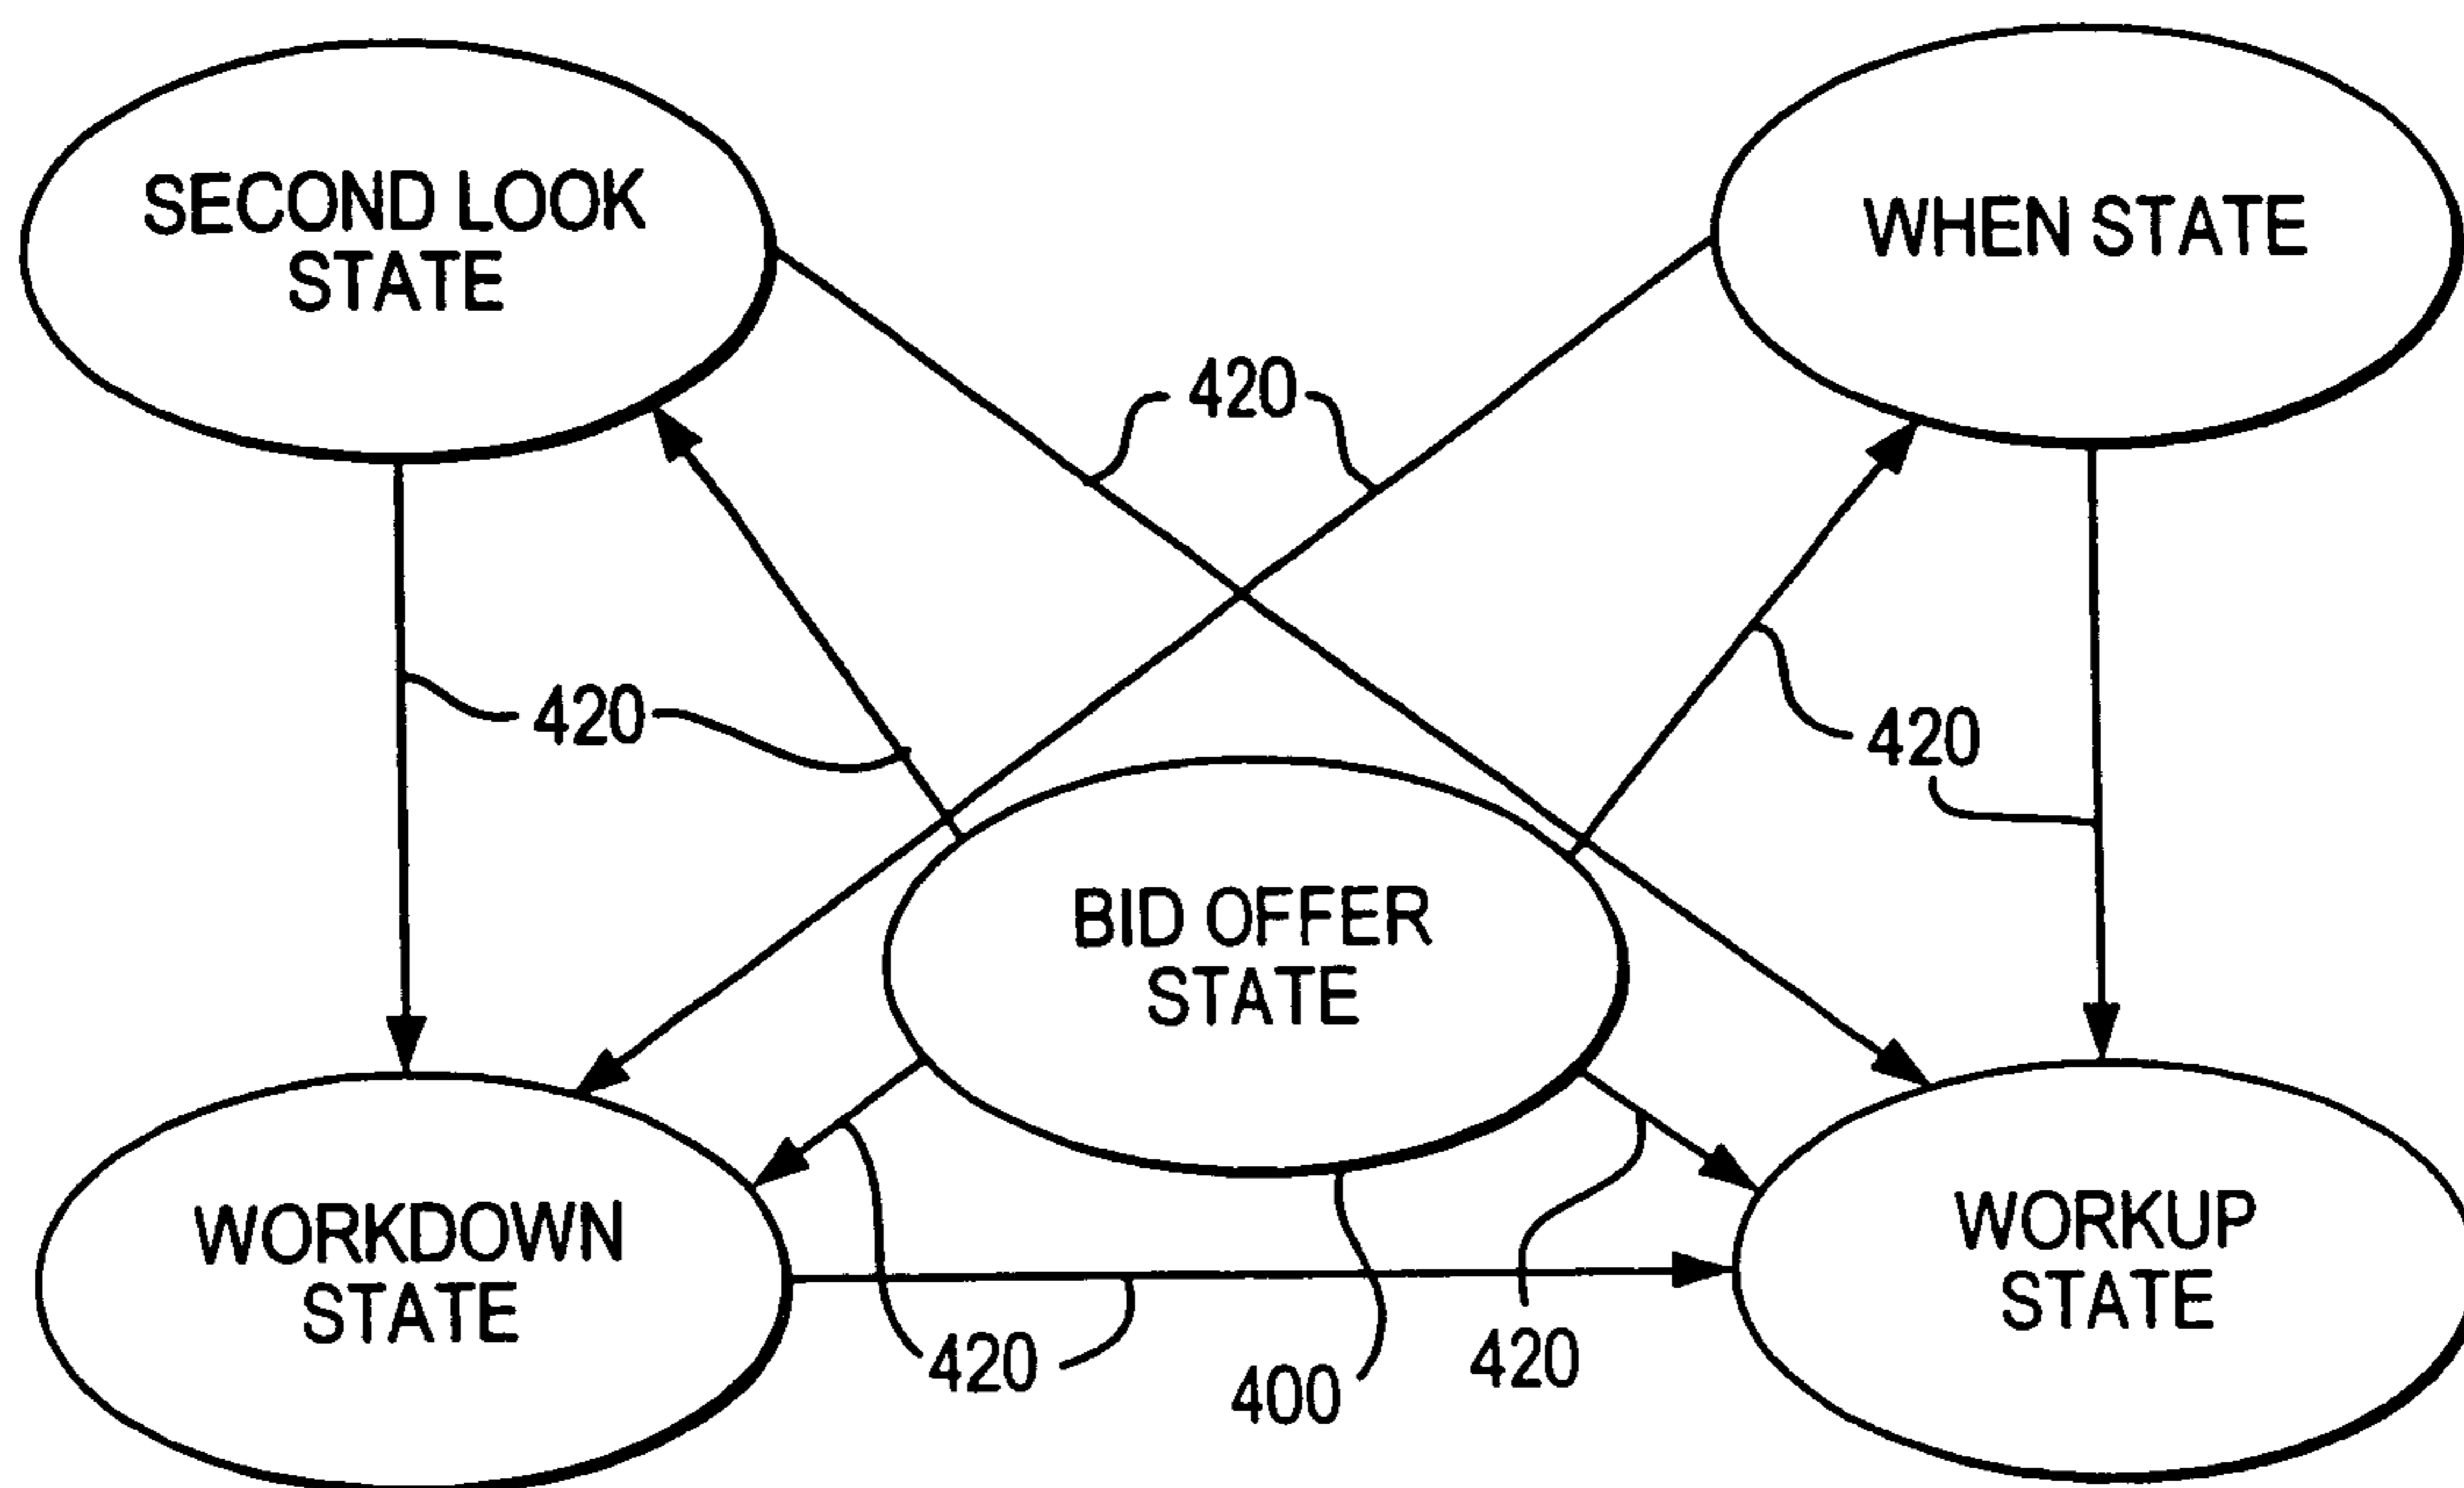 SECOND LOOK
STATE
WHEN STATE
420
420
420
BID OFFER
STATE
WORKDOWN
STATE
WORKUP
STATE
420
400
420